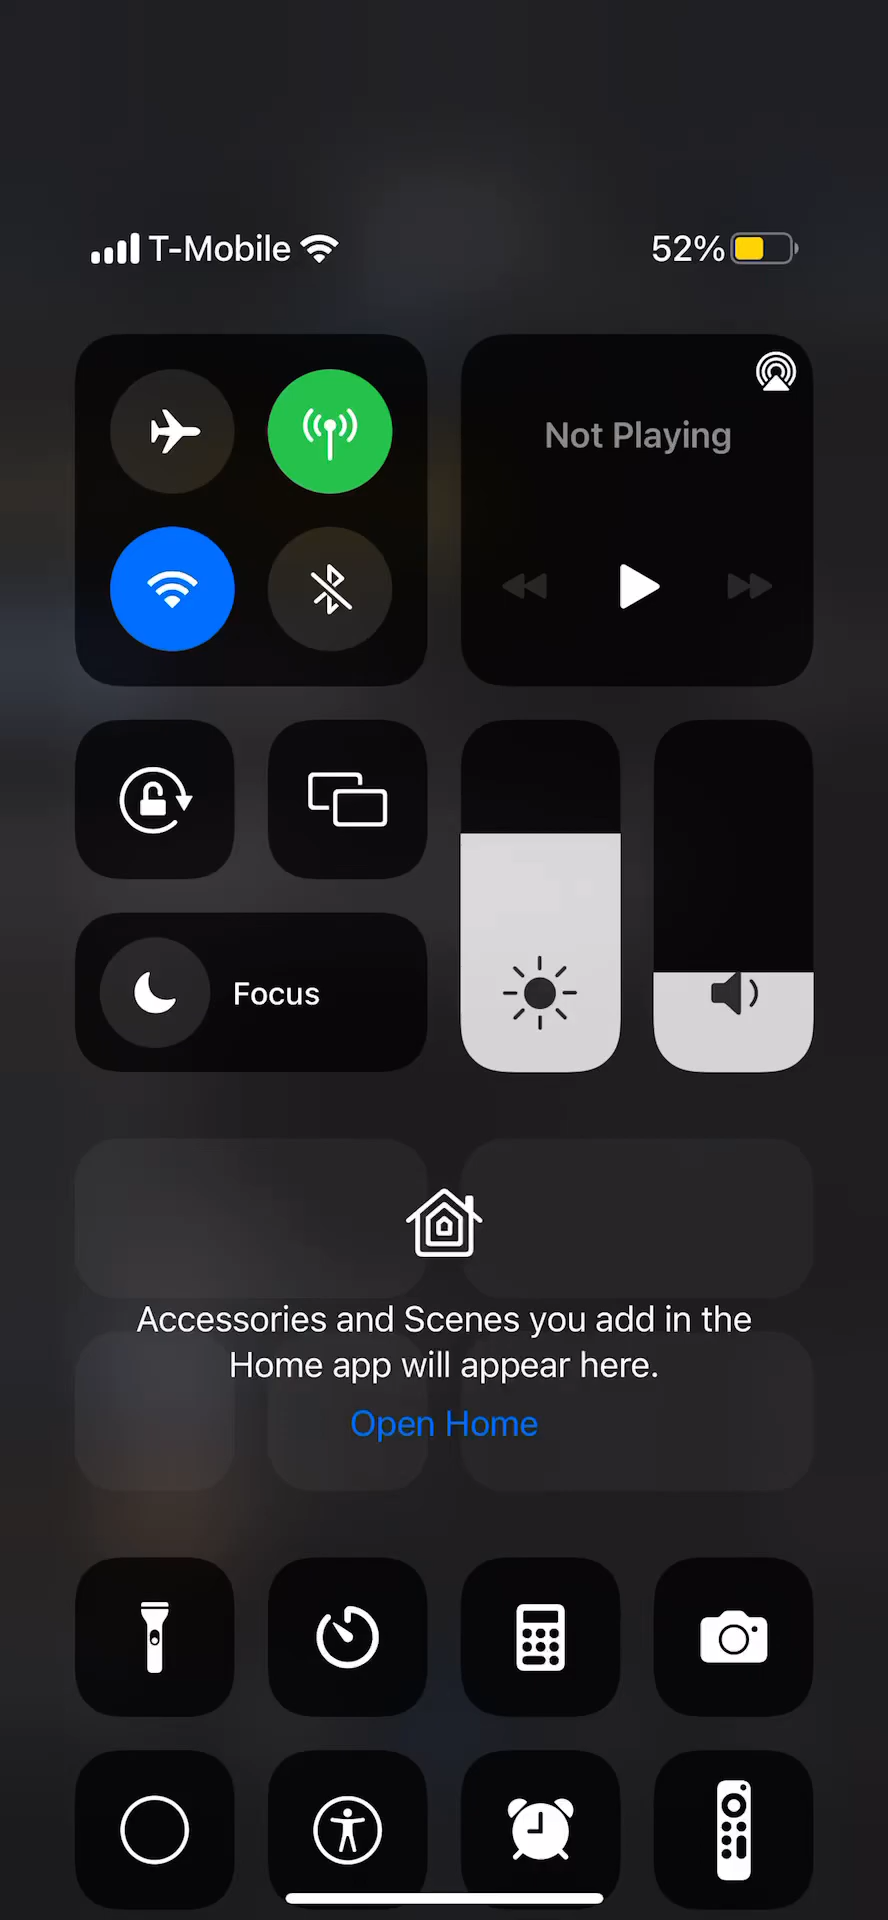 T-Mobile 52%
Not Playing
Focus
Accessories and Scenes you add in the
Home app will appear here.
Open Home